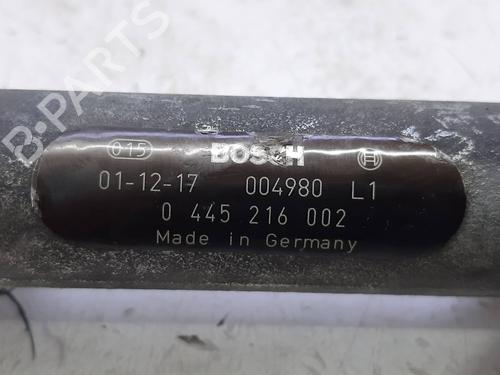 B-PARTS
015 BOSCH
01-12-17 004980 L1
0 445 216 002
Made in Germany